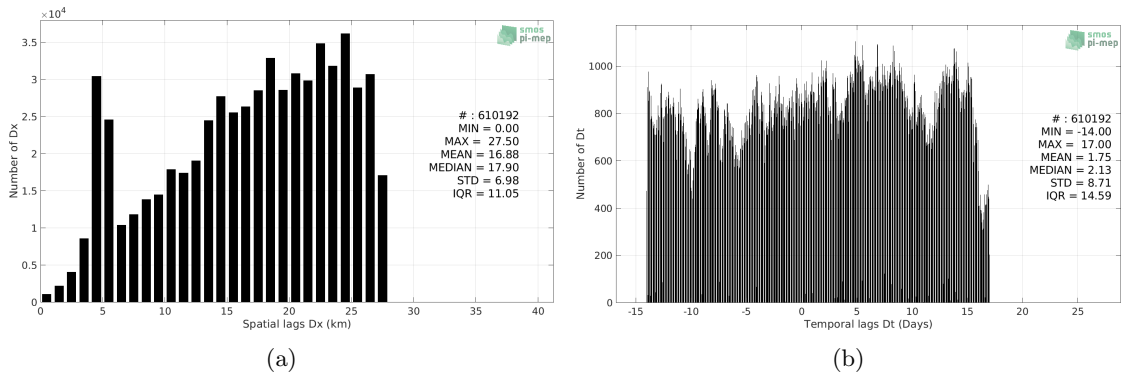 ×10⁴
smos
pi-mep
3.5
3
2.5
2
1.5
1
0.5
0
Number of Dx
# : 610192
MIN = 0.00
MAX = 27.50
MEAN = 16.88
MEDIAN = 17.90
STD = 6.98
IQR = 11.05
0 5 10 15 20 25 30 35 40
Spatial lags Dx (km)
(a)
smos
pi-mep
1000
800
600
400
200
0
Number of Dt
# : 610192
MIN = -14.00
MAX = 17.00
MEAN = 1.75
MEDIAN = 2.13
STD = 8.71
IQR = 14.59
-15 -10 -5 0 5 10 15 20 25
Temporal lags Dt (Days)
(b)